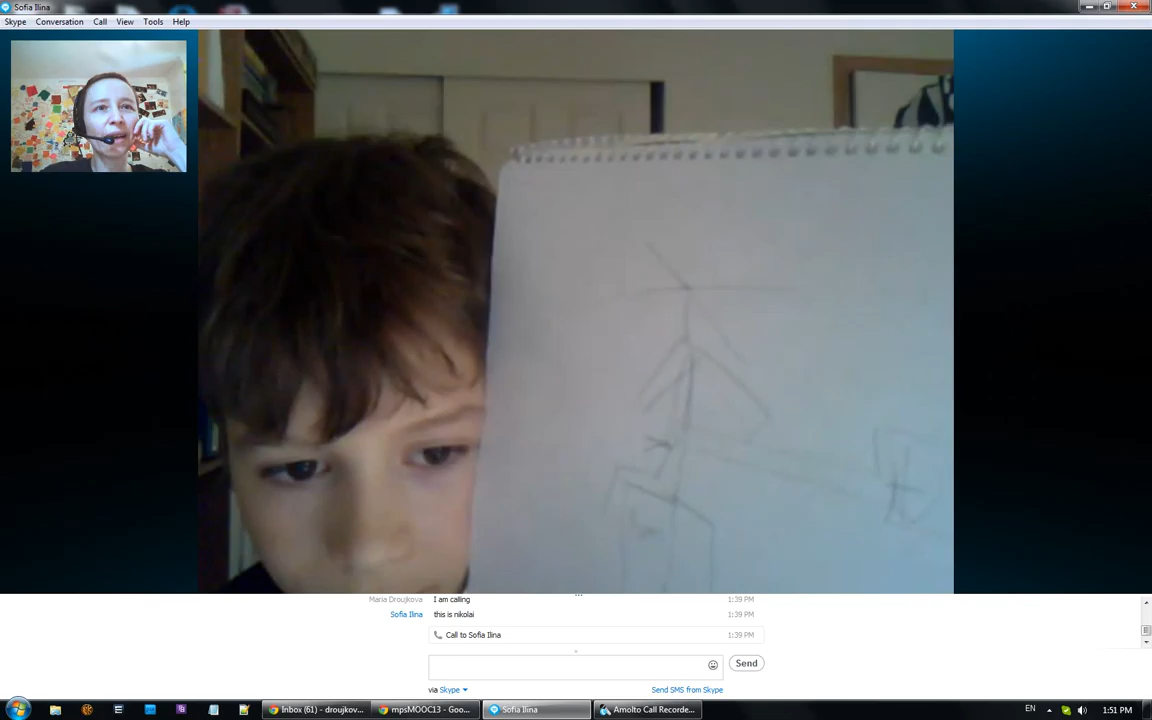 Sofia Ilina
Skype Conversation Call View Tools Help
Maria Droujkova I am calling 1:39 PM
Sofia Ilina this is nikolai 1:39 PM
Call to Sofia Ilina 1:39 PM
Send
via Skype Send SMS from Skype
Inbox (61) - droujkov... mpsMOOC13 - Goo... Sofia Ilina Amolto Call Recorde... EN 1:51 PM